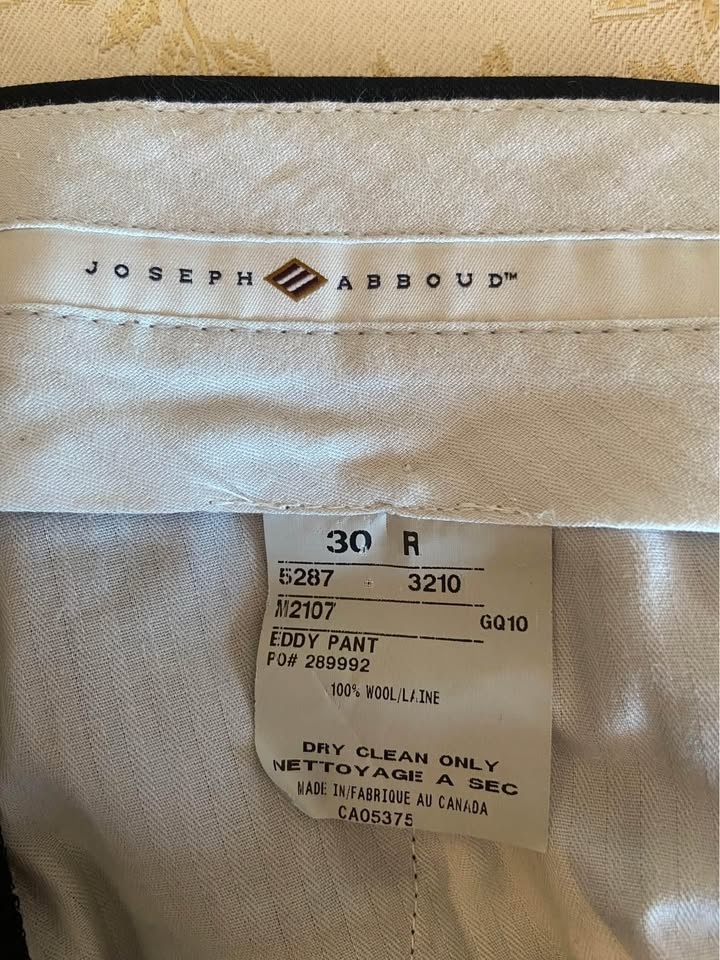 JOSEPH ABBOUD™
30 R
5287 3210
M2107
GQ10
EDDY PANT
PO# 289992
100% WOOL/LAINE
DRY CLEAN ONLY
NETTOYAGE A SEC
MADE IN/FABRIQUE AU CANADA
CA05375